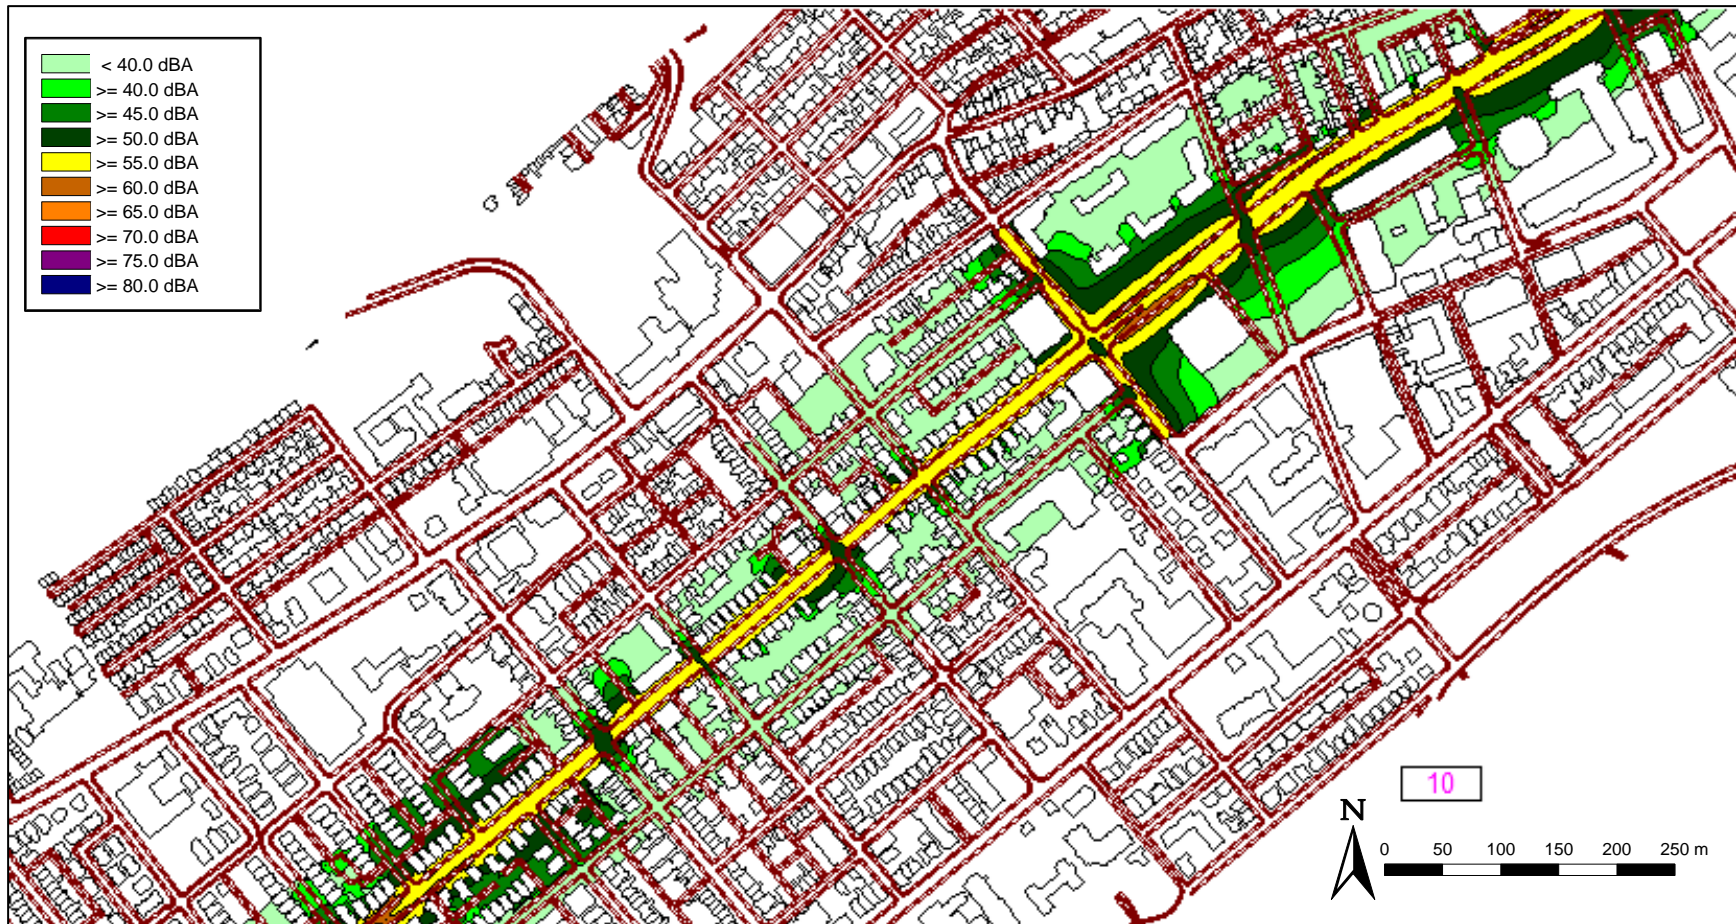 < 40.0 dBA
>= 40.0 dBA
>= 45.0 dBA
>= 50.0 dBA
>= 55.0 dBA
>= 60.0 dBA
>= 65.0 dBA
>= 70.0 dBA
>= 75.0 dBA
>= 80.0 dBA
10
N
0 50 100 150 200 250 m